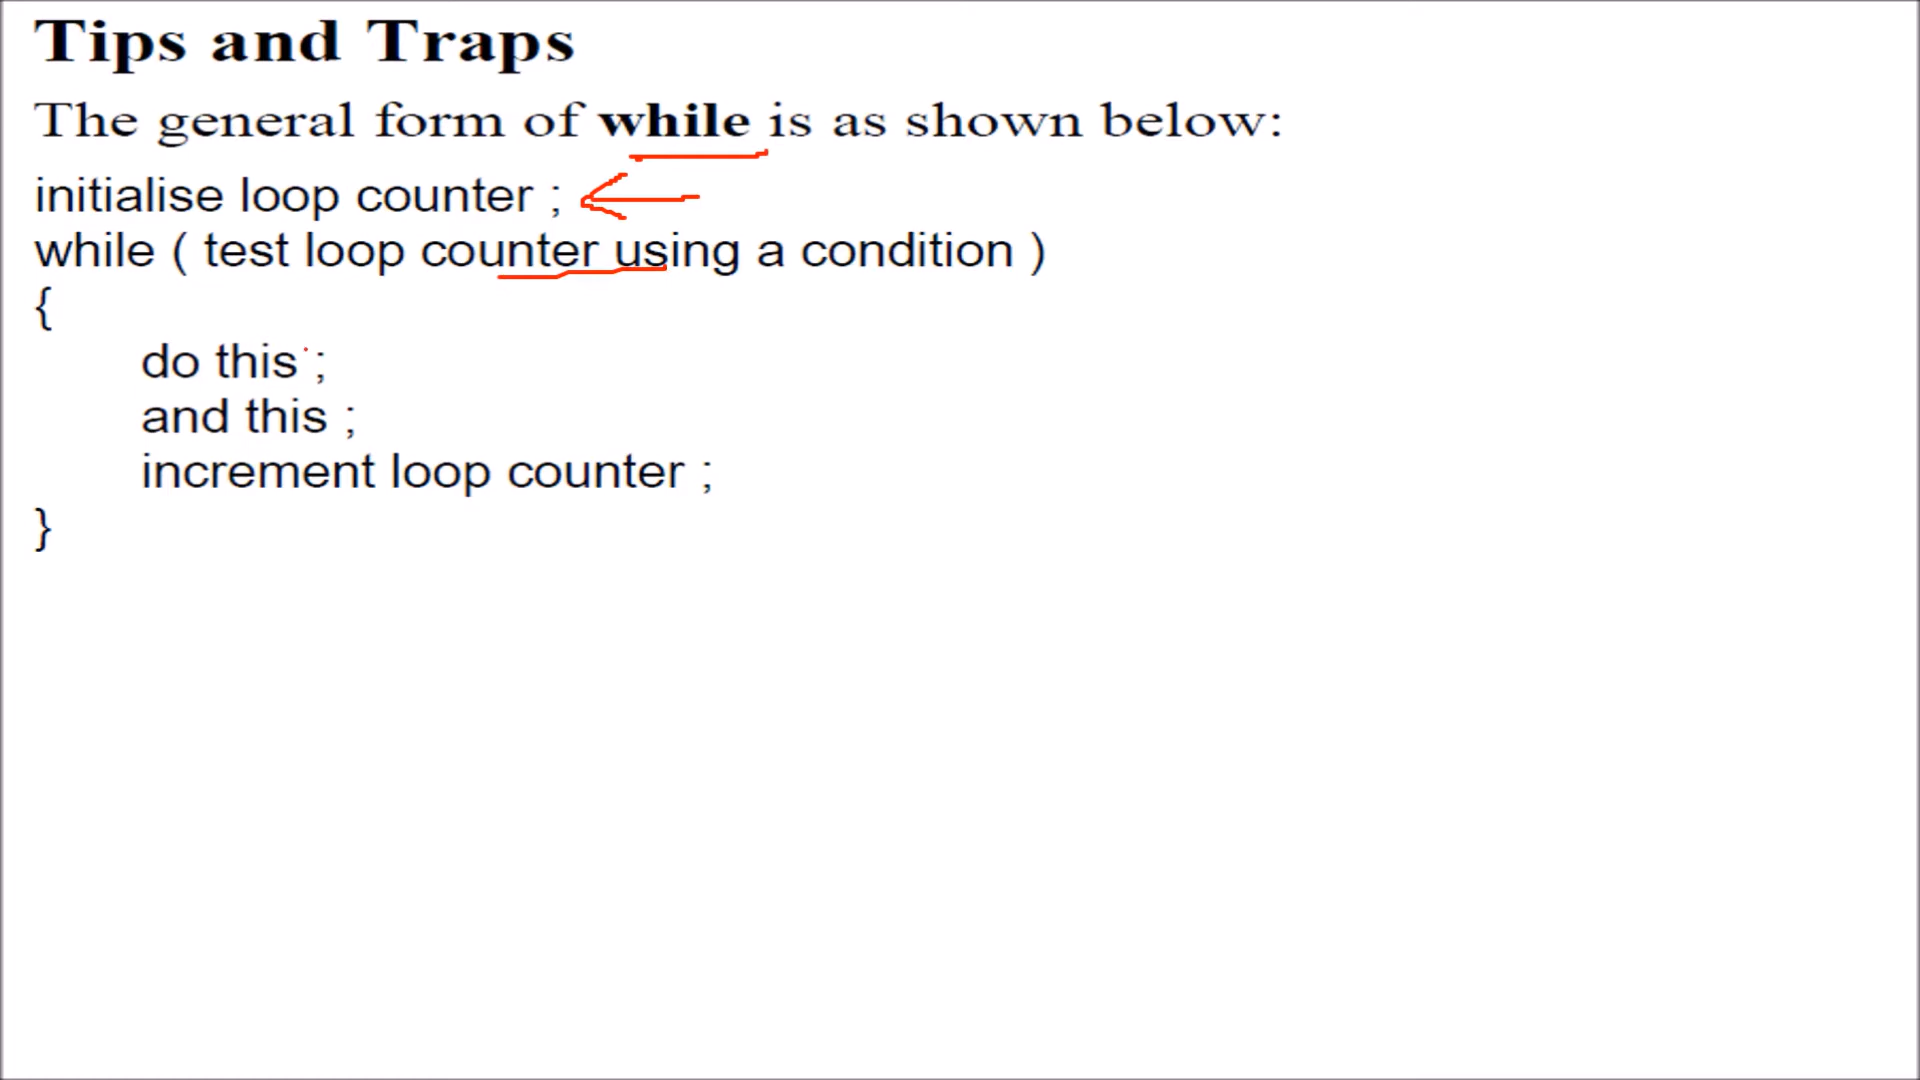 Tips and Traps
The general form of while is as shown below:
initialise loop counter ;
while ( test loop counter using a condition )
{
do this ;
and this ;
increment loop counter ;
}